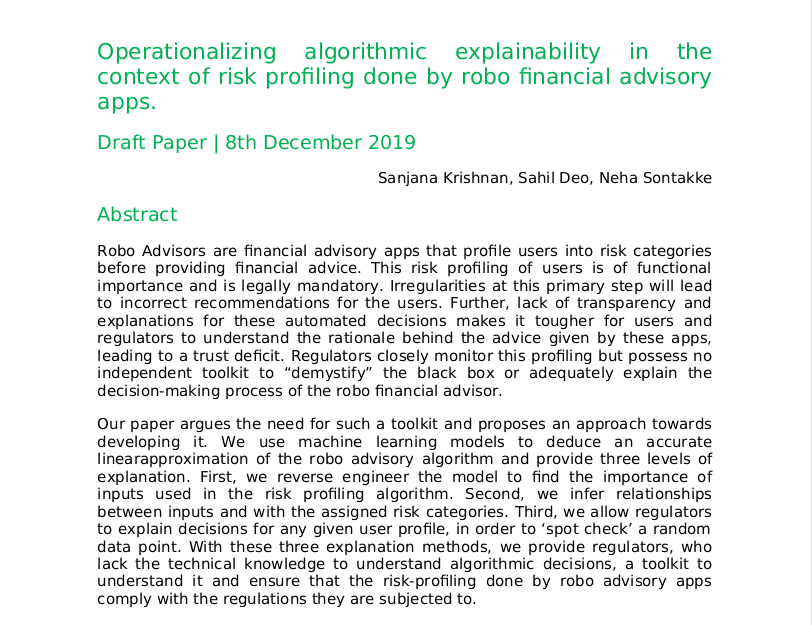 Operationalizing algorithmic explainability in the
context of risk profiling done by robo financial advisory
apps.
Draft Paper | 8th December 2019
Sanjana Krishnan, Sahil Deo, Neha Sontakke
Abstract
Robo Advisors are financial advisory apps that profile users into risk categories
before providing financial advice. This risk profiling of users is of functional
importance and is legally mandatory. Irregularities at this primary step will lead
to incorrect recommendations for the users. Further, lack of transparency and
explanations for these automated decisions makes it tougher for users and
regulators to understand the rationale behind the advice given by these apps,
leading to a trust deficit. Regulators closely monitor this profiling but possess no
independent toolkit to “demystify” the black box or adequately explain the
decision-making process of the robo financial advisor.
Our paper argues the need for such a toolkit and proposes an approach towards
developing it. We use machine learning models to deduce an accurate
linearapproximation of the robo advisory algorithm and provide three levels of
explanation. First, we reverse engineer the model to find the importance of
inputs used in the risk profiling algorithm. Second, we infer relationships
between inputs and with the assigned risk categories. Third, we allow regulators
to explain decisions for any given user profile, in order to ‘spot check’ a random
data point. With these three explanation methods, we provide regulators, who
lack the technical knowledge to understand algorithmic decisions, a toolkit to
understand it and ensure that the risk-profiling done by robo advisory apps
comply with the regulations they are subjected to.